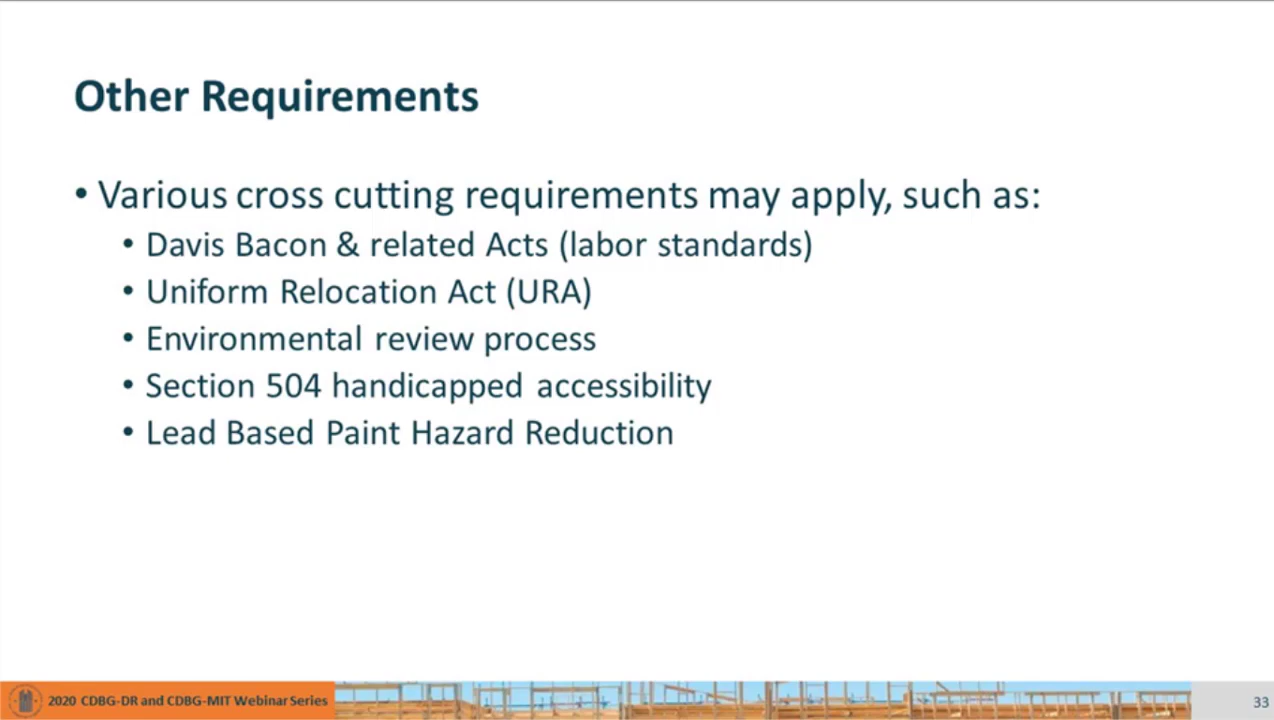 Other Requirements
• Various cross cutting requirements may apply, such as:
• Davis Bacon & related Acts (labor standards)
• Uniform Relocation Act (URA)
• Environmental review process
• Section 504 handicapped accessibility
• Lead Based Paint Hazard Reduction
2020 CDBG-DR and CDBG-MIT Webinar Series
33